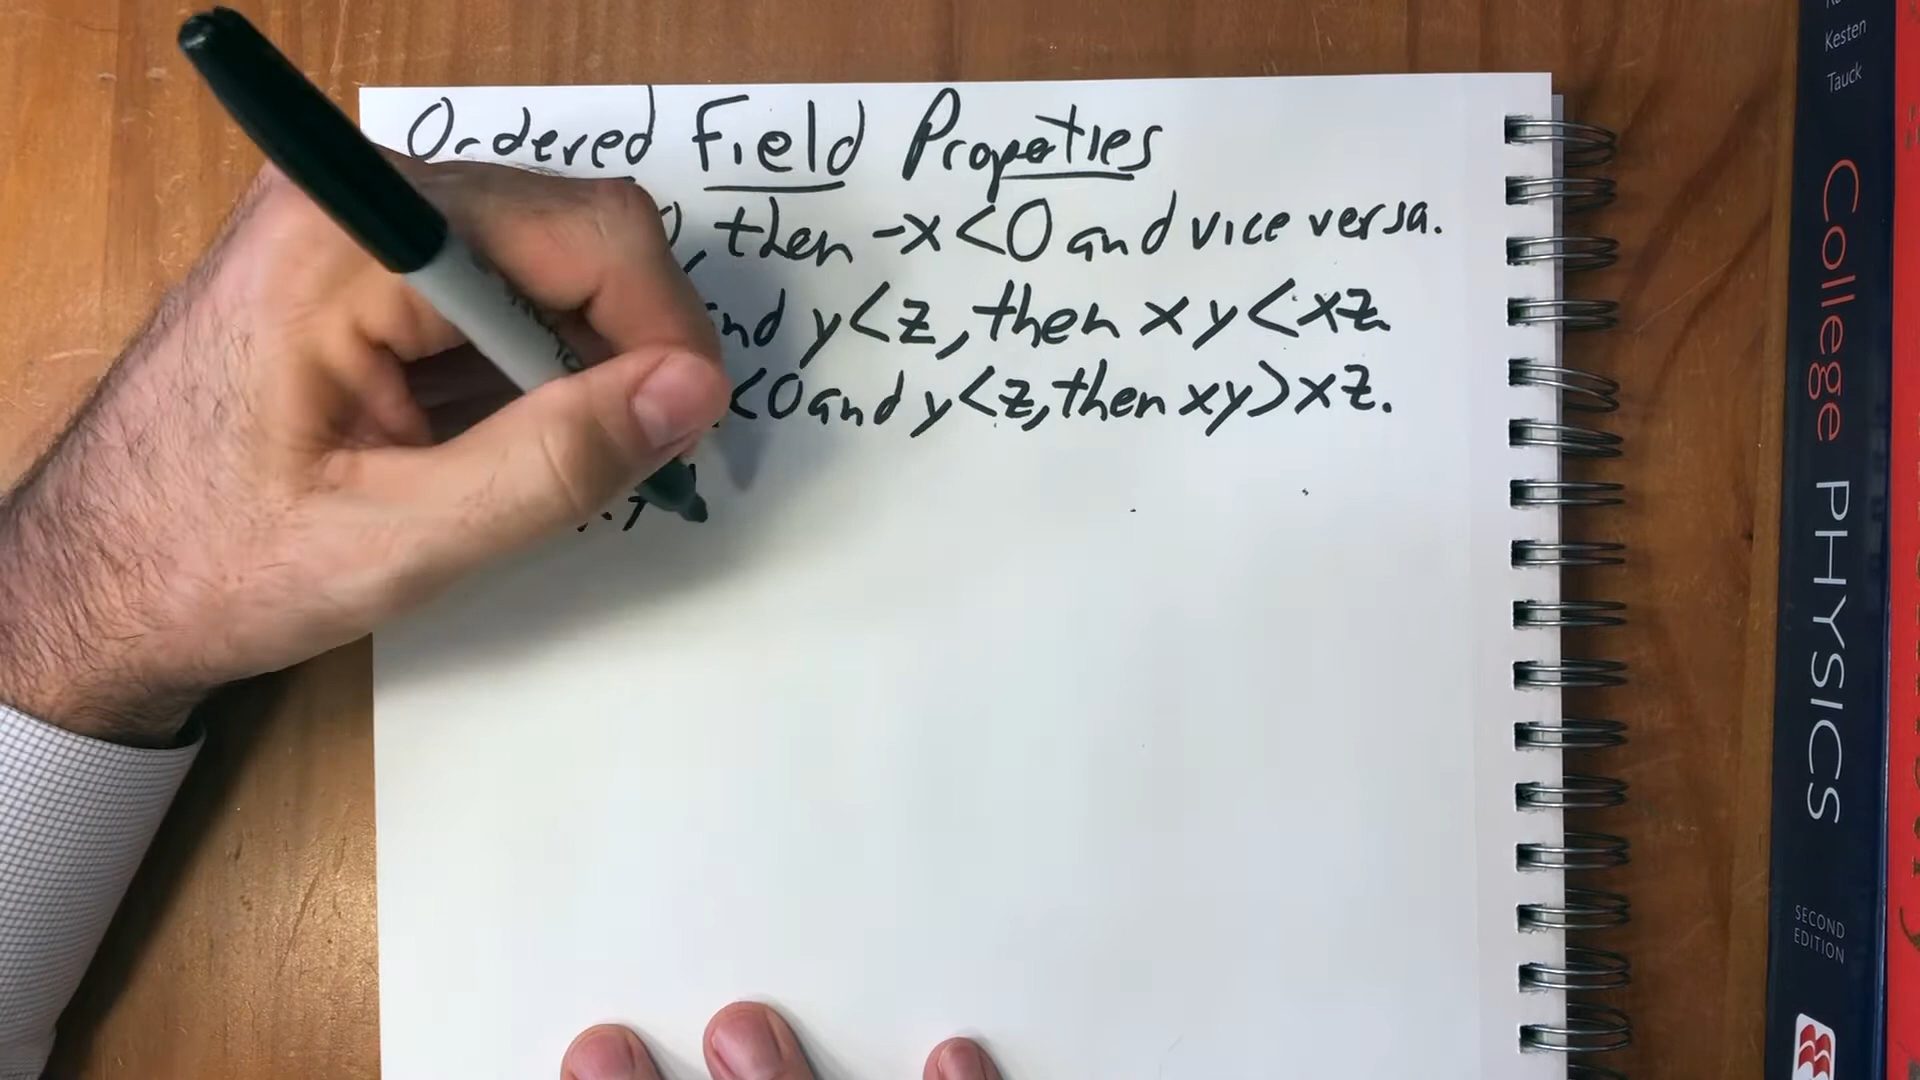 Ordered Field Properties
, then -x<0 and vice versa.
and y<z, then xy<xz.
<0 and y<z, then xy>xz.
Kesten
Tauck
College PHYSICS
SECOND
EDITION